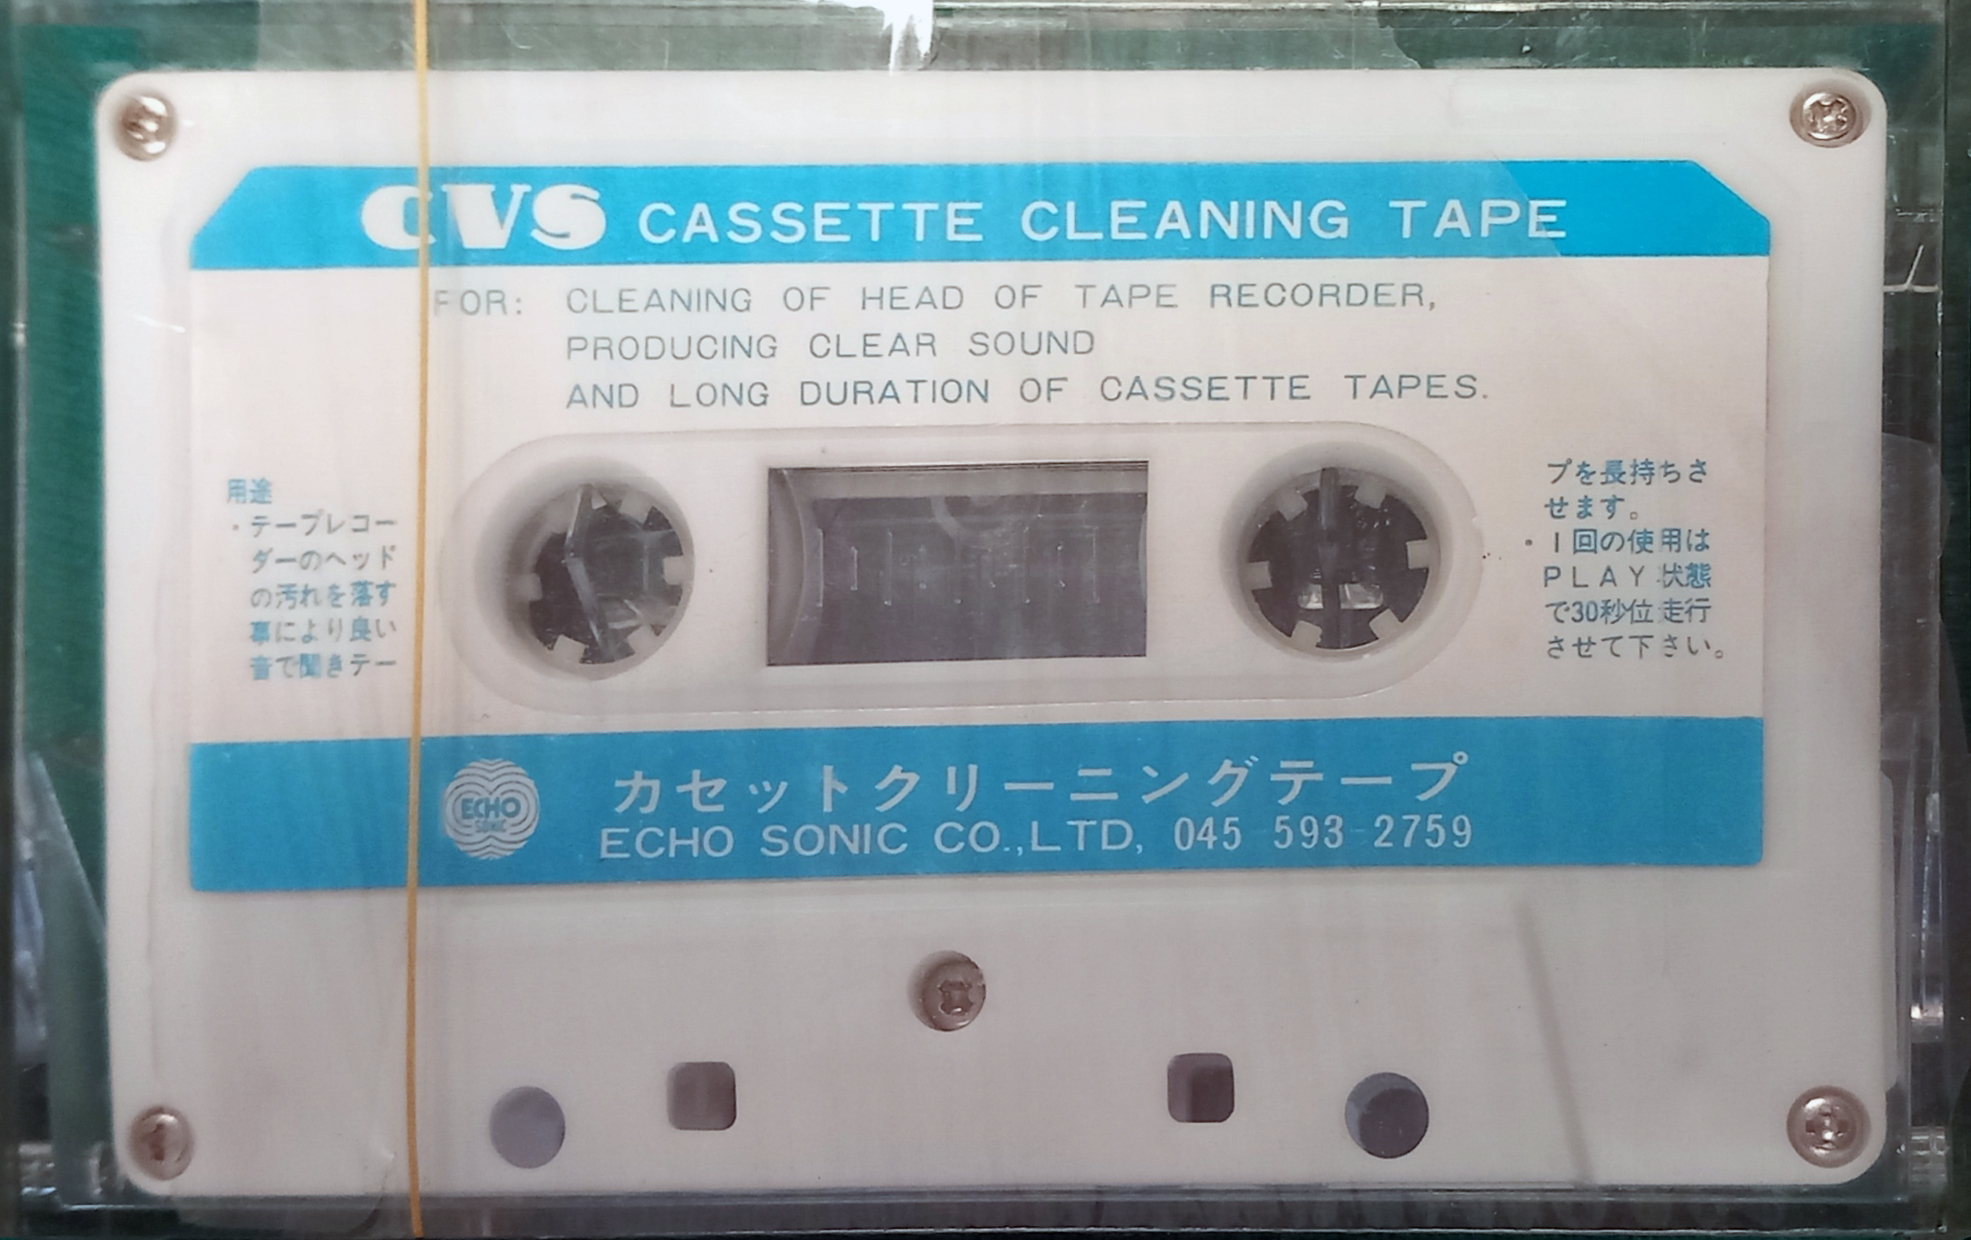 CVS CASSETTE CLEANING TAPE
FOR: CLEANING OF HEAD OF TAPE RECORDER,
PRODUCING CLEAR SOUND
AND LONG DURATION OF CASSETTE TAPES.
用途
・テープレコー
ダーのヘッド
の汚れを落す
事により良い
音で聞きテー
プを長持ちさ
せます。
・1回の使用は
PLAY状態
で30秒位走行
させて下さい。
ECHO
SONIC
カセットクリーニングテープ
ECHO SONIC CO.,LTD, 045-593-2759